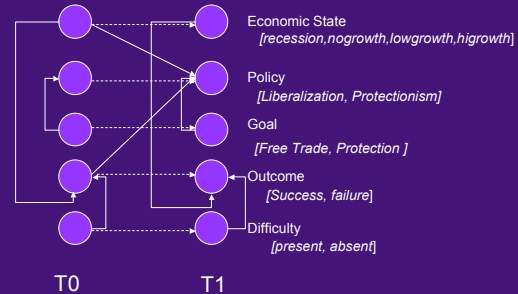 Economic State
[recession,nogrowth,lowgrowth,higrowth]
Policy
[Liberalization, Protectionism]
Goal
[Free Trade, Protection ]
Outcome
[Success, failure]
Difficulty
[present, absent]
T0 T1